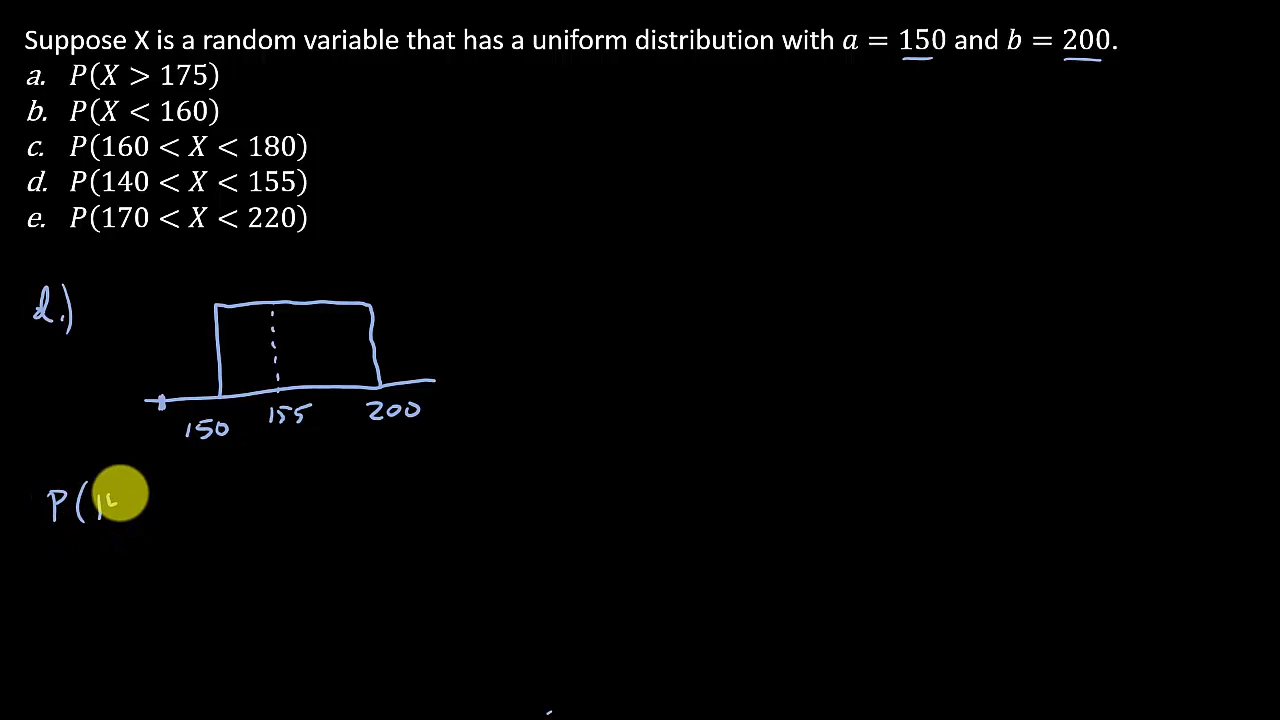 Suppose X is a random variable that has a uniform distribution with a = 150 and b = 200.
a. P(X > 175)
b. P(X < 160)
c. P(160 < X < 180)
d. P(140 < X < 155)
e. P(170 < X < 220)
d.)
150 155 200
P(14